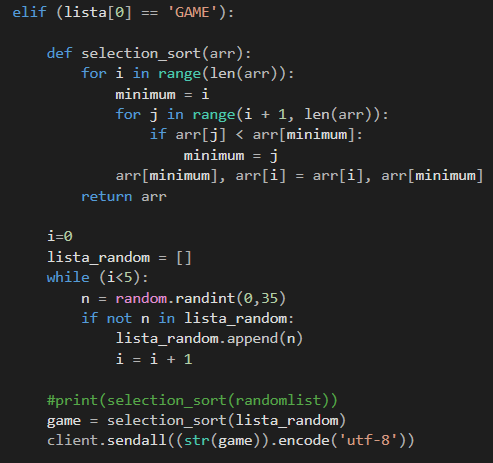 elif (lista[0] == 'GAME'):
def selection_sort(arr):
for i in range(len(arr)):
minimum = i
for j in range(i + 1, len(arr)):
if arr[j] < arr[minimum]:
minimum = j
arr[minimum], arr[i] = arr[i], arr[minimum]
return arr
i=0
lista_random = []
while (i<5):
n = random.randint(0,35)
if not n in lista_random:
lista_random.append(n)
i = i + 1
#print(selection_sort(randomlist))
game = selection_sort(lista_random)
client.sendall((str(game)).encode('utf-8'))